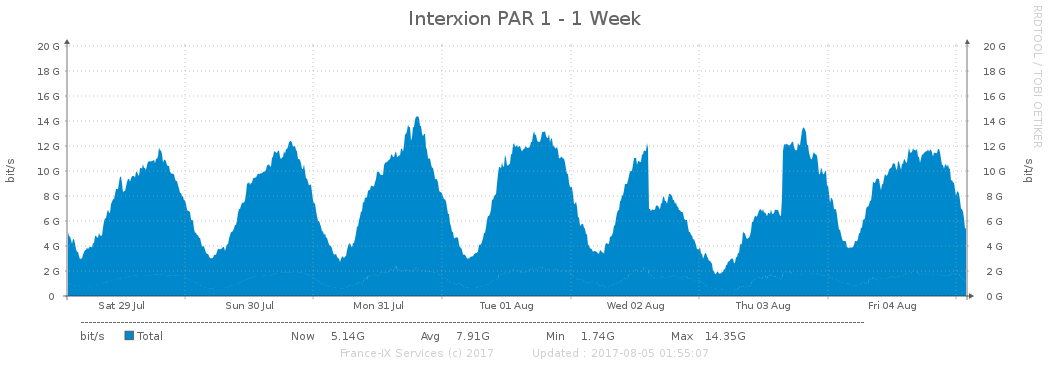 Interxion PAR 1 - 1 Week
RRDTOOL / TOBI OETIKER
20 G 20 G
18 G 18 G
16 G 16 G
14 G 14 G
12 G 12 G
10 G 10 G
8 G 8 G
6 G 6 G
4 G 4 G
2 G 2 G
0 0 G
bit/s bit/s
Sat 29 Jul Sun 30 Jul Mon 31 Jul Tue 01 Aug Wed 02 Aug Thu 03 Aug Fri 04 Aug
bit/s Total Now 5.14G Avg 7.91G Min 1.74G Max 14.35G
France-IX Services (c) 2017 Updated : 2017-08-05 01:55:07